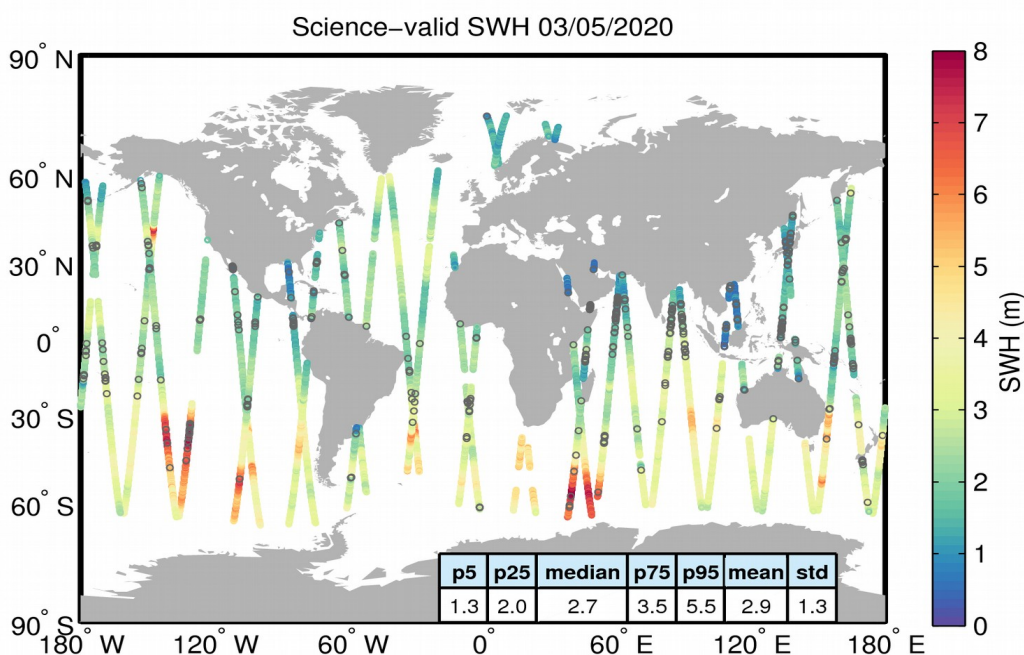 Science−valid SWH 03/05/2020
90° N
60° N
30° N
0°
30° S
60° S
90° S
180° W
120° W
60° W
0°
60° E
120° E
180° E
p5 p25 median p75 p95 mean std
1.3 2.0 2.7 3.5 5.5 2.9 1.3
8
7
6
5
4
3
2
1
0
SWH (m)